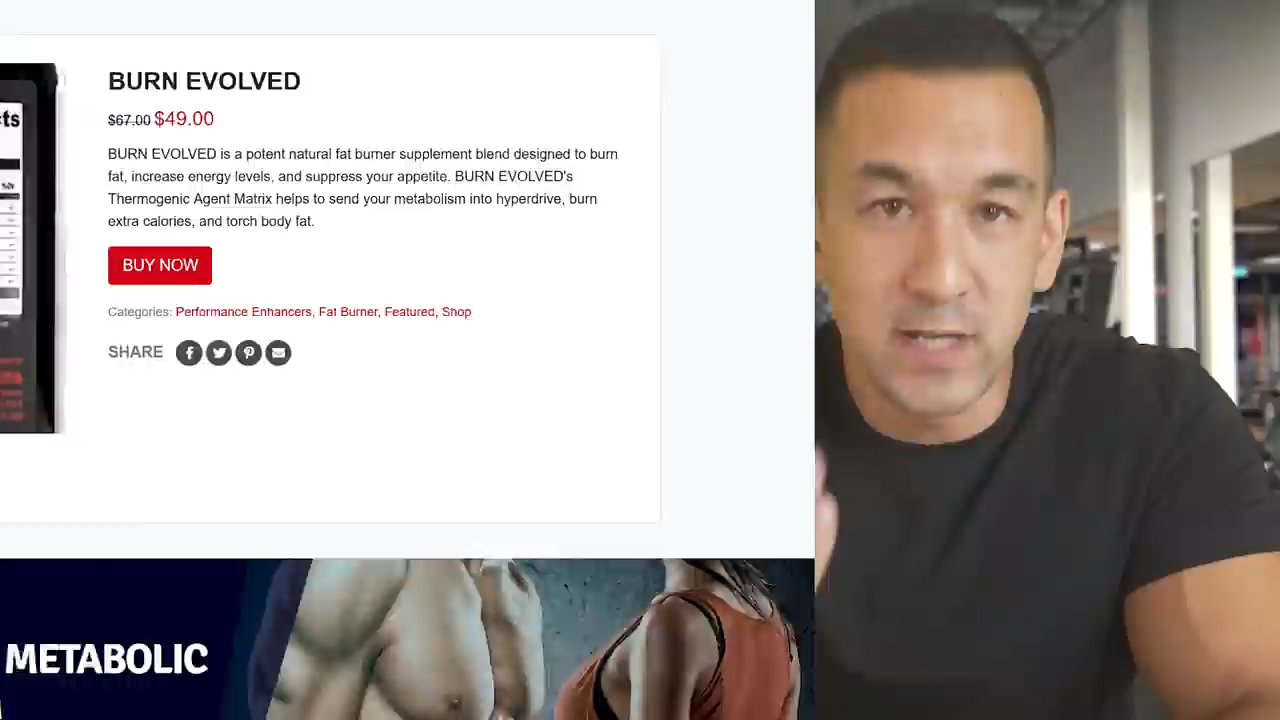 BURN EVOLVED
$67.00 $49.00
BURN EVOLVED is a potent natural fat burner supplement blend designed to burn
fat, increase energy levels, and suppress your appetite. BURN EVOLVED's
Thermogenic Agent Matrix helps to send your metabolism into hyperdrive, burn
extra calories, and torch body fat.
BUY NOW
Categories: Performance Enhancers, Fat Burner, Featured, Shop
SHARE
METABOLIC